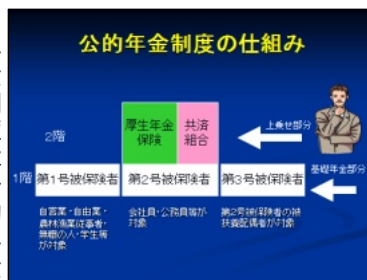 公的年金制度の仕組み
2階
厚生年金
保険
共済
組合
上乗せ部分
1階
第1号被保険者
第2号被保険者
第3号被保険者
基礎年金部分
自営業・自由業・
農林漁業従事者・
無職の人・学生等
が対象
会社員・公務員等が
対象
第2号被保険者の被
扶養配偶者が対象